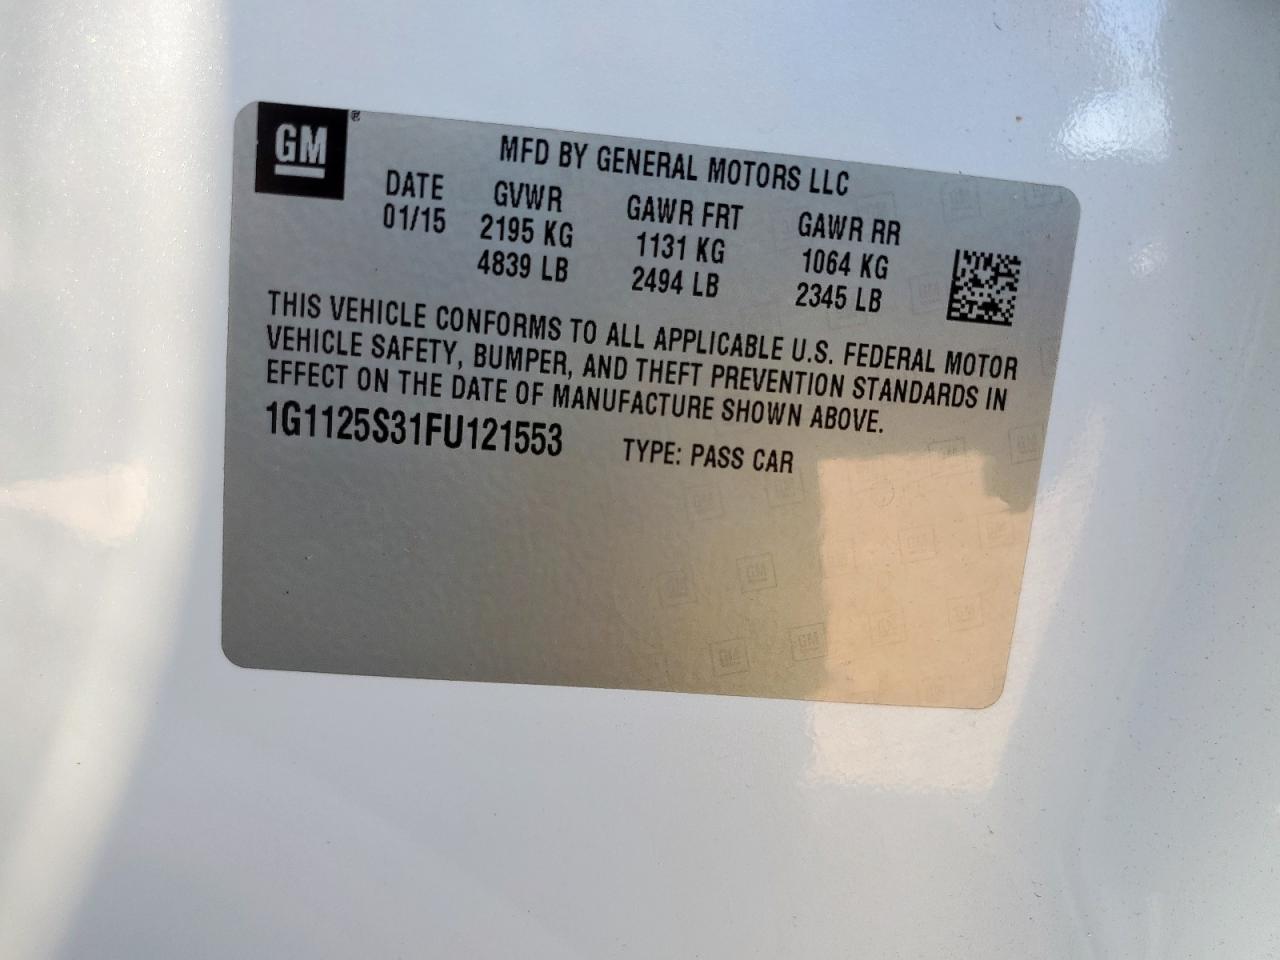 GM®
MFD BY GENERAL MOTORS LLC
DATE GVWR GAWR FRT GAWR RR
01/15 2195 KG 1131 KG 1064 KG
4839 LB 2494 LB 2345 LB
THIS VEHICLE CONFORMS TO ALL APPLICABLE U.S. FEDERAL MOTOR
VEHICLE SAFETY, BUMPER, AND THEFT PREVENTION STANDARDS IN
EFFECT ON THE DATE OF MANUFACTURE SHOWN ABOVE.
1G1125S31FU121553 TYPE: PASS CAR